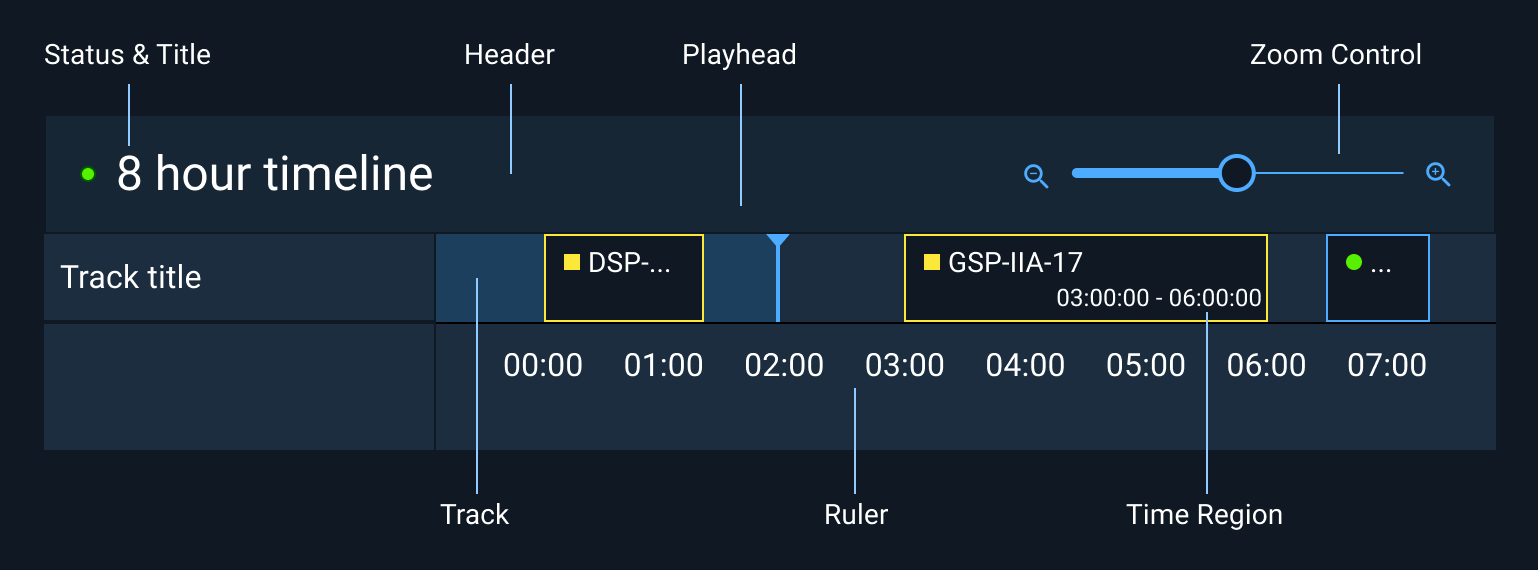 Status & Title
Header
Playhead
Zoom Control
8 hour timeline
Track title
DSP-...
GSP-IIA-17
03:00:00 - 06:00:00
...
00:00 01:00 02:00 03:00 04:00 05:00 06:00 07:00
Track
Ruler
Time Region